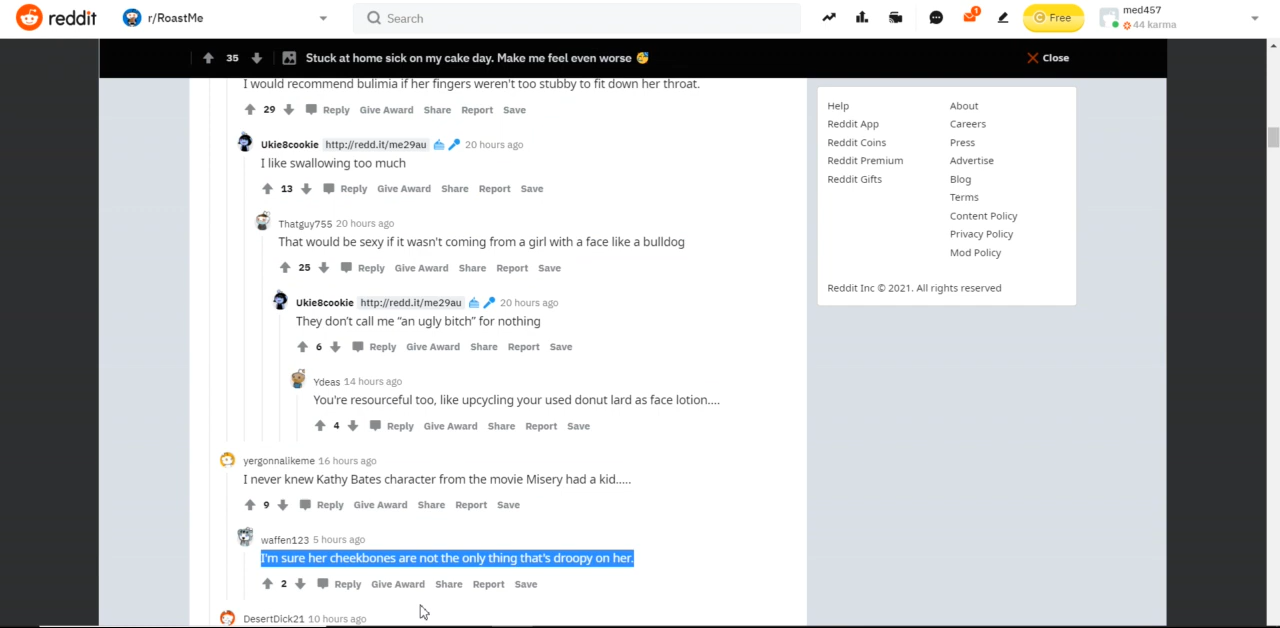 reddit
r/RoastMe
Search
1
Free
med457
44 karma
35
Stuck at home sick on my cake day. Make me feel even worse 😴
Close
I would recommend bulimia if her fingers weren't too stubby to fit down her throat.
29 Reply Give Award Share Report Save
Ukie8cookie http://redd.it/me29au 20 hours ago
I like swallowing too much
13 Reply Give Award Share Report Save
Thatguy755 20 hours ago
That would be sexy if it wasn't coming from a girl with a face like a bulldog
25 Reply Give Award Share Report Save
Ukie8cookie http://redd.it/me29au 20 hours ago
They don't call me “an ugly bitch” for nothing
6 Reply Give Award Share Report Save
Ydeas 14 hours ago
You're resourceful too, like upcycling your used donut lard as face lotion....
4 Reply Give Award Share Report Save
yergonnalikeme 16 hours ago
I never knew Kathy Bates character from the movie Misery had a kid.....
9 Reply Give Award Share Report Save
waffen123 5 hours ago
I'm sure her cheekbones are not the only thing that's droopy on her.
2 Reply Give Award Share Report Save
DesertDick21 10 hours ago
Help
Reddit App
Reddit Coins
Reddit Premium
Reddit Gifts
About
Careers
Press
Advertise
Blog
Terms
Content Policy
Privacy Policy
Mod Policy
Reddit Inc © 2021. All rights reserved